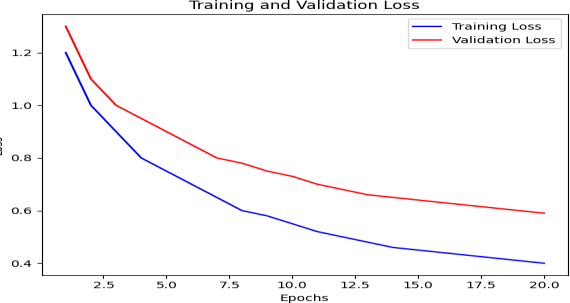 Training and Validation Loss
Training Loss
Validation Loss
1.2
1.0
0.8
0.6
0.4
Loss
2.5 5.0 7.5 10.0 12.5 15.0 17.5 20.0
Epochs